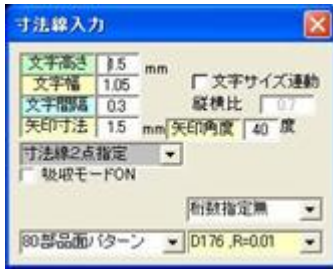 寸法線入力
文字高さ 1.5 mm
文字幅 1.05 文字サイズ連動
文字間隔 0.3 縦横比 0.7
矢印寸法 1.5 mm 矢印角度 40 度
寸法線2点指定
吸収モードON
桁数指定無
80部品面パターン D176 ,R=0.01